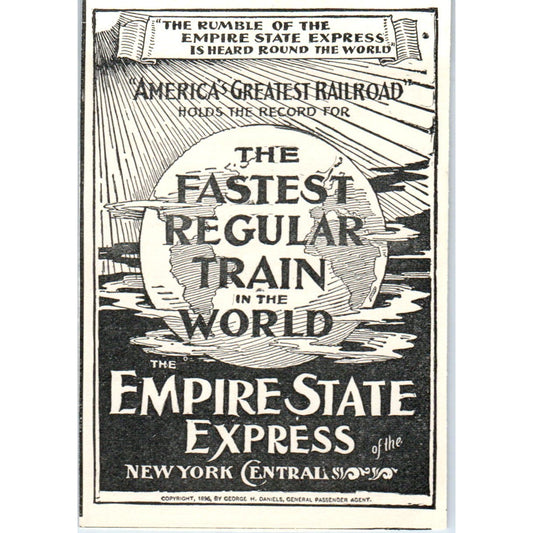 "THE RUMBLE OF THE
EMPIRE STATE EXPRESS
IS HEARD ROUND THE WORLD"
"AMERICA'S GREATEST RAILROAD"
HOLDS THE RECORD FOR
THE
FASTEST
REGULAR
TRAIN
IN THE
WORLD
THE
EMPIRE STATE
EXPRESS of the
NEW YORK CENTRAL
COPYRIGHT, 1896, BY GEORGE H. DANIELS, GENERAL PASSENGER AGENT.